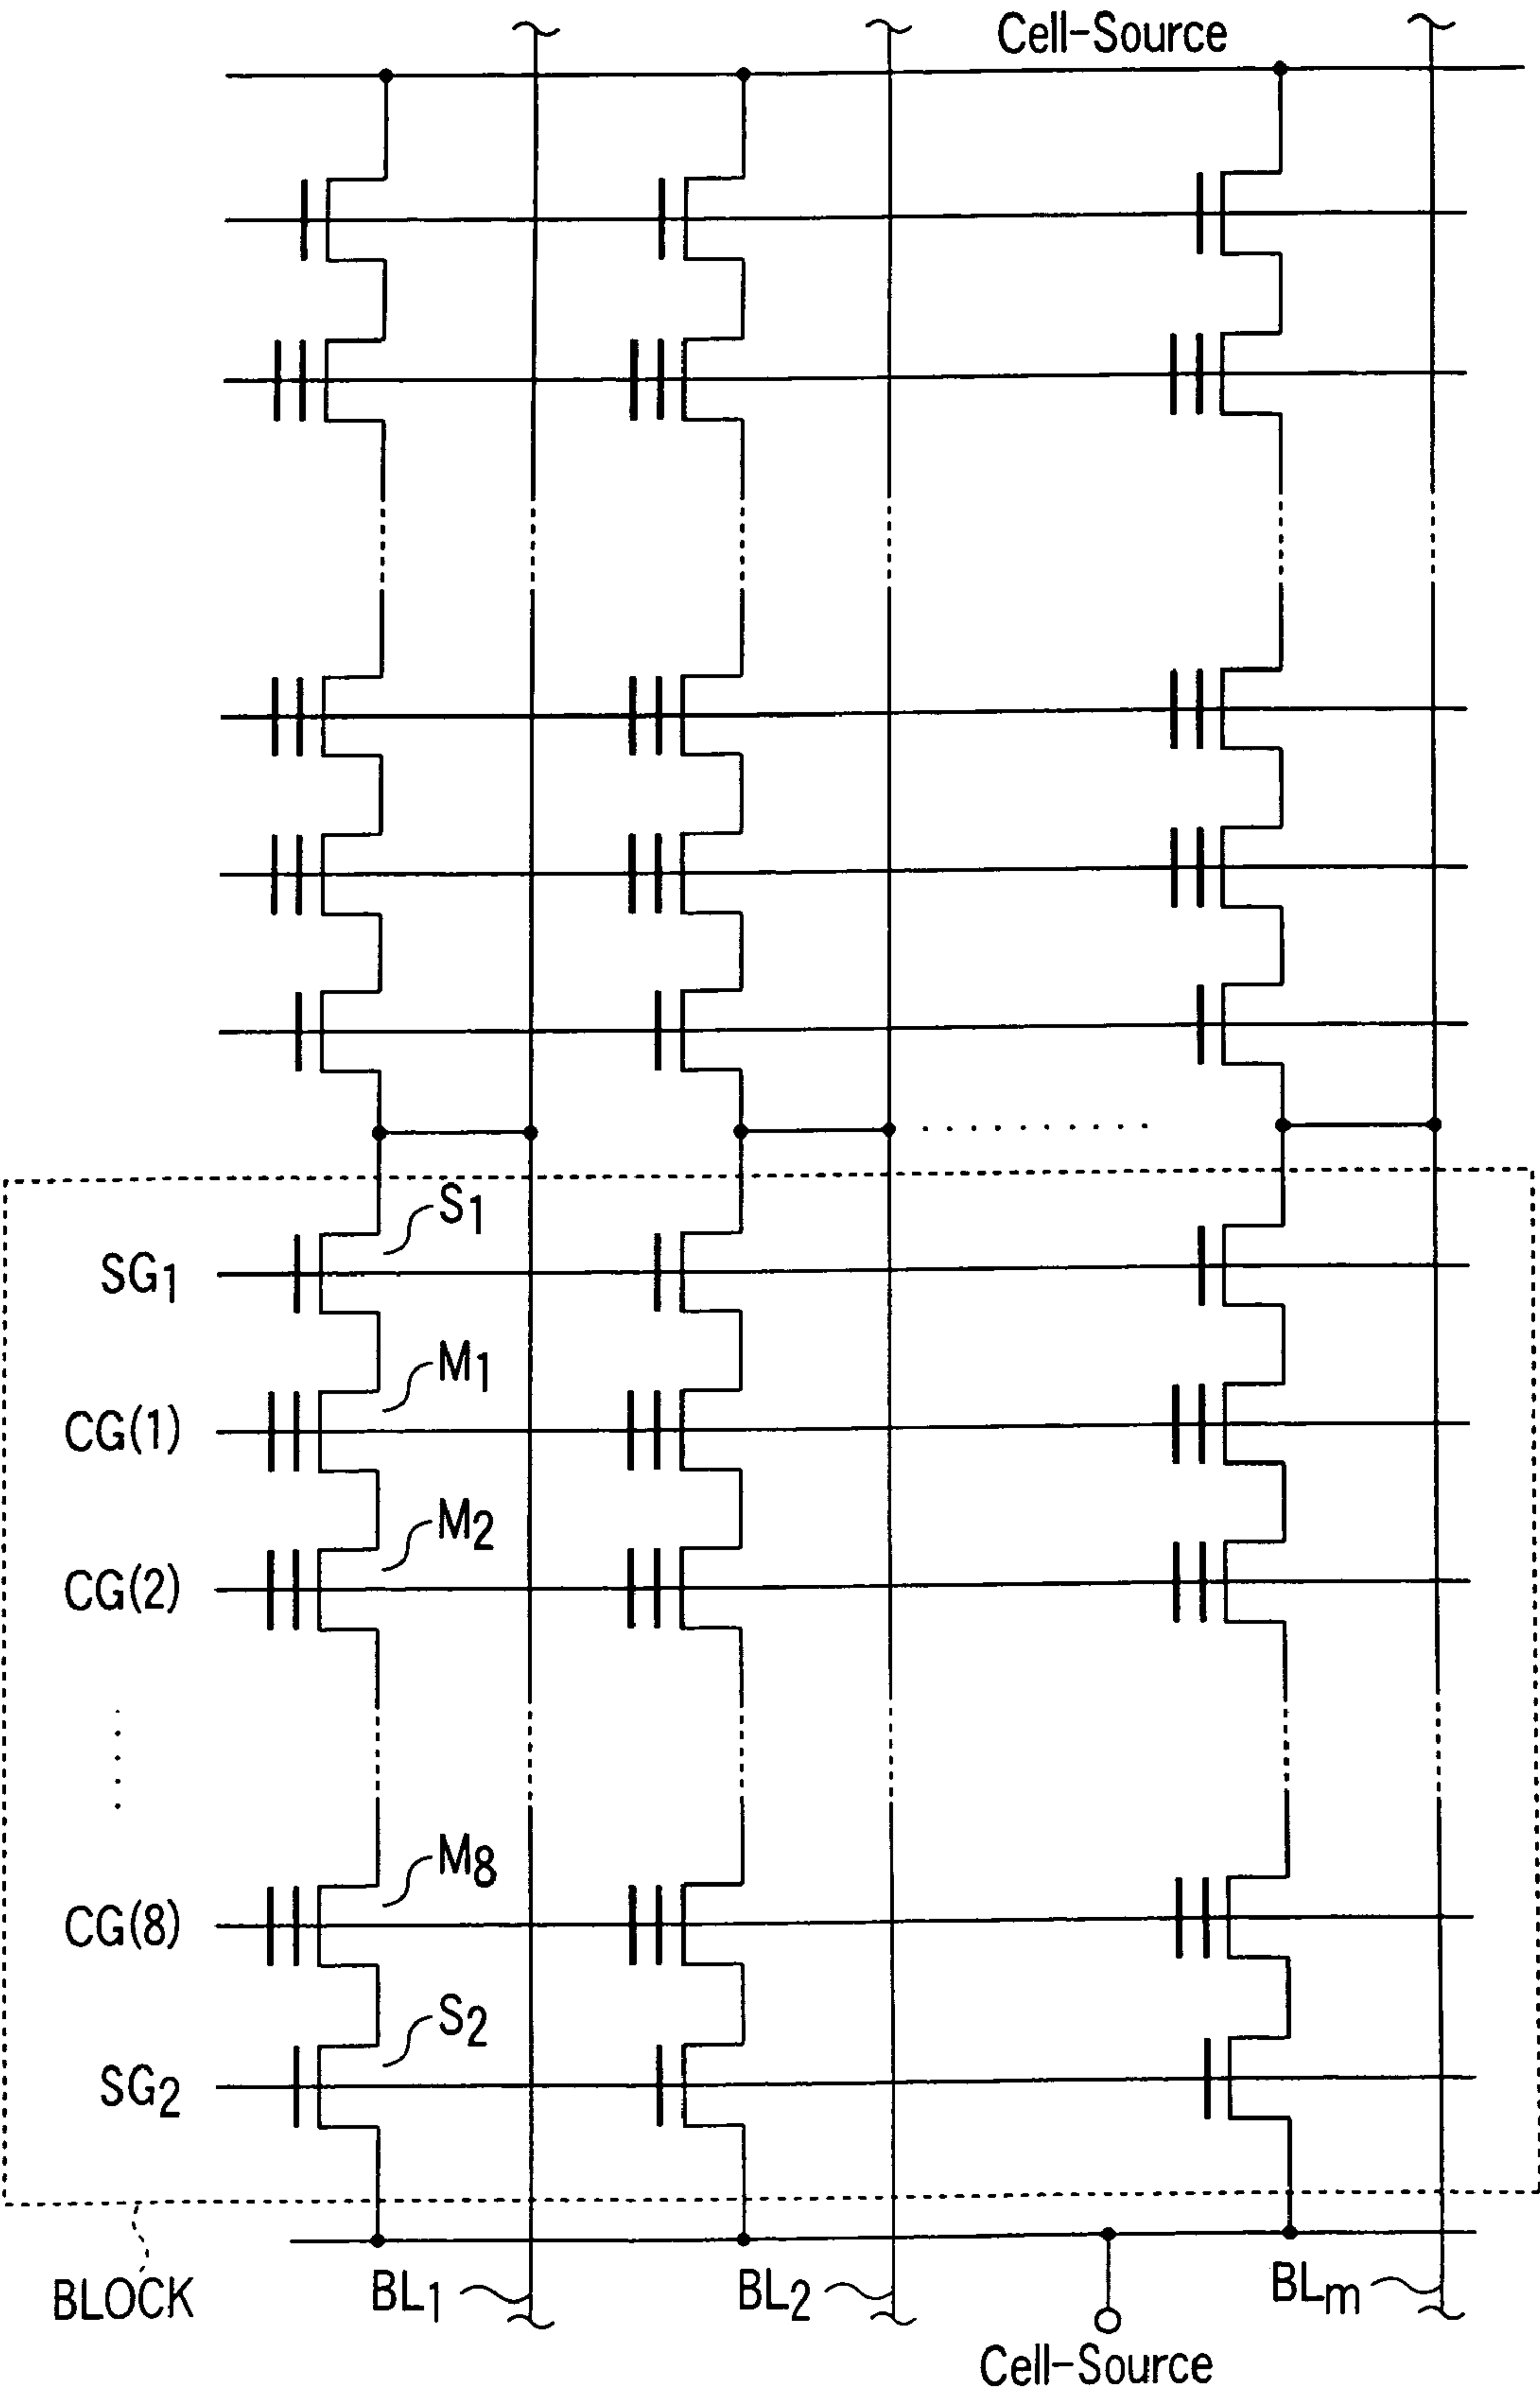 Cell-Source
S1
SG1
M1
CG(1)
M2
CG(2)
M8
CG(8)
S2
SG2
BLOCK
BL1
BL2
BLm
Cell-Source